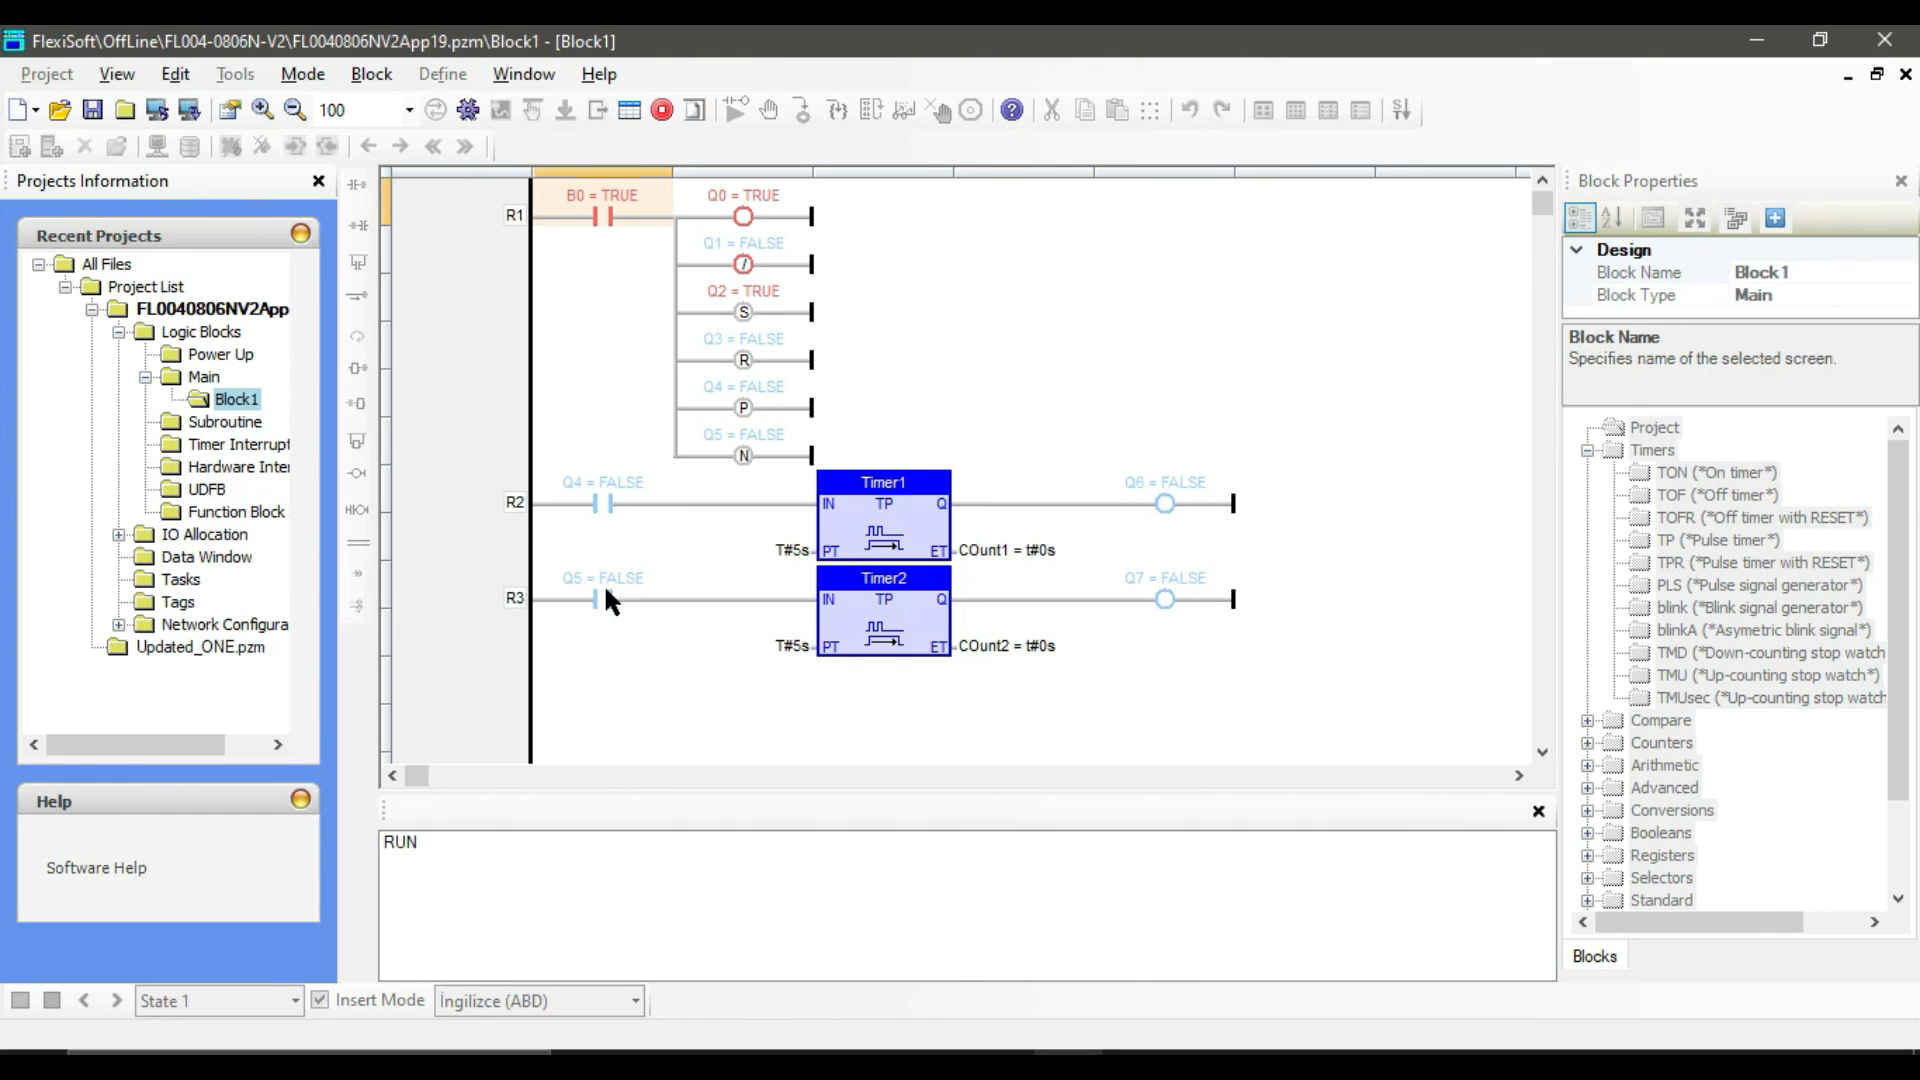 FlexiSoft\OffLine\FL004-0806N-V2\FL0040806NV2App19.pzm\Block1 - [Block1]
Project View Edit Tools Mode Block Define Window Help
100
Projects Information
Recent Projects
All Files
Project List
FL0040806NV2App
Logic Blocks
Power Up
Main
Block1
Subroutine
Timer Interrupt
Hardware Inte
UDFB
Function Block
IO Allocation
Data Window
Tasks
Tags
Network Configura
Updated_ONE.pzm
Help
Software Help
B0 = TRUE
Q0 = TRUE
R1
Q1 = FALSE
/
Q2 = TRUE
S
Q3 = FALSE
R
Q4 = FALSE
P
Q5 = FALSE
N
Q4 = FALSE
Timer1
Q6 = FALSE
R2
IN TP Q
T#5s
PT ET
COunt1 = t#0s
Q5 = FALSE
Timer2
Q7 = FALSE
R3
IN TP Q
T#5s
PT ET
COunt2 = t#0s
RUN
Block Properties
Design
Block Name Block1
Block Type Main
Block Name
Specifies name of the selected screen.
Project
Timers
TON (*On timer*)
TOF (*Off timer*)
TOFR (*Off timer with RESET*)
TP (*Pulse timer*)
TPR (*Pulse timer with RESET*)
PLS (*Pulse signal generator*)
blink (*Blink signal generator*)
blinkA (*Asymetric blink signal*)
TMD (*Down-counting stop watch
TMU (*Up-counting stop watch*)
TMUsec (*Up-counting stop watch
Compare
Counters
Arithmetic
Advanced
Conversions
Booleans
Registers
Selectors
Standard
Blocks
State 1
Insert Mode
İngilizce (ABD)